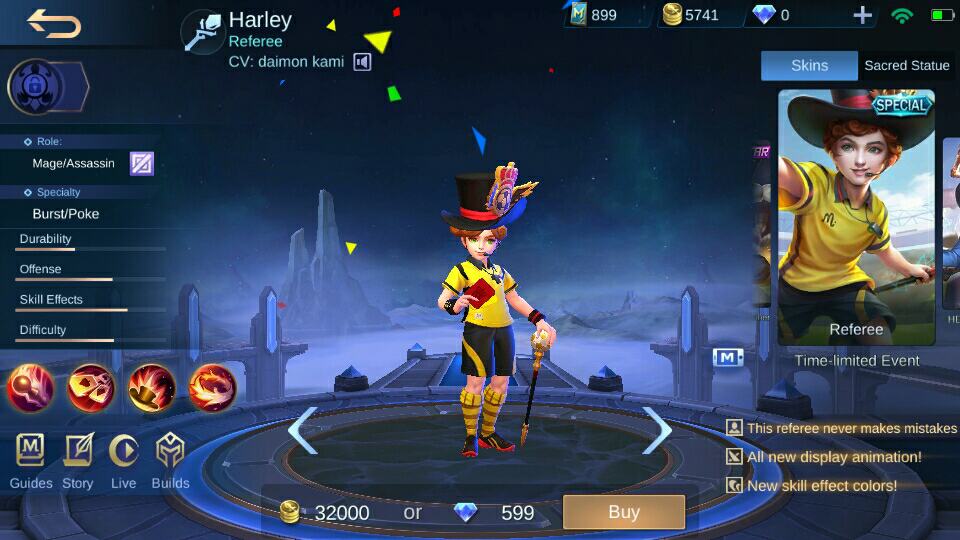 Harley
Referee
CV: daimon kami
899
5741
0
Skins
Sacred Statue
Role:
Mage/Assassin
Specialty
Burst/Poke
Durability
Offense
Skill Effects
Difficulty
SPECIAL
Referee
Time-limited Event
M
This referee never makes mistakes
All new display animation!
New skill effect colors!
Guides
Story
Live
Builds
32000 or 599
Buy